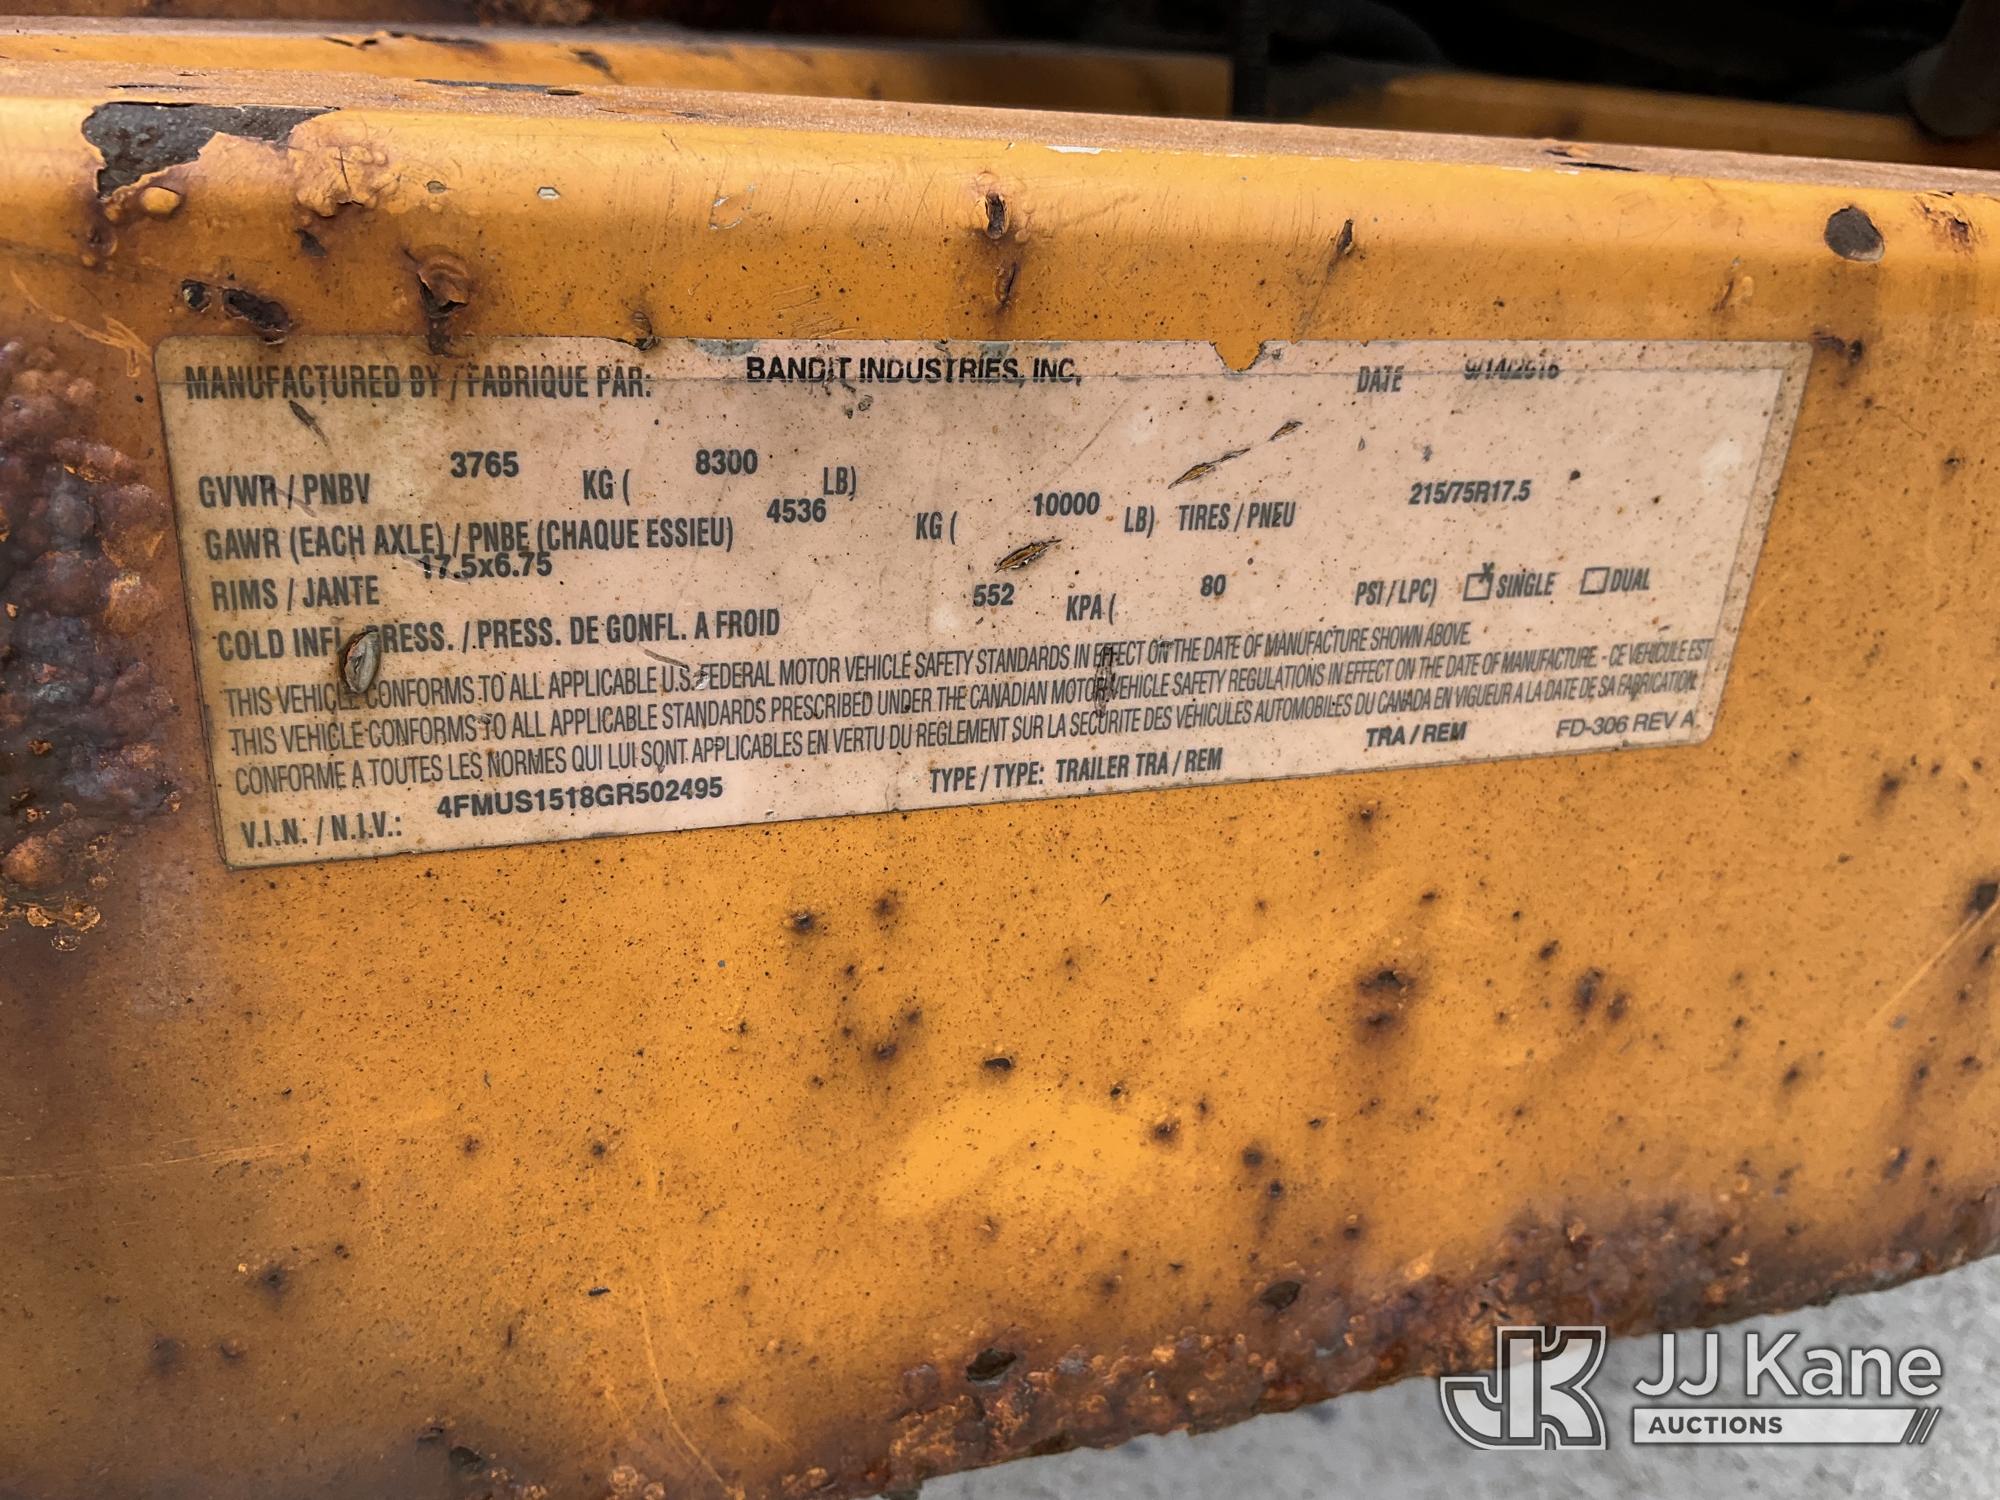 MANUFACTURED BY / FABRIQUE PAR: BANDIT INDUSTRIES, INC, DATE 9/14/2016
GVWR / PNBV 3765 KG ( 8300 LB)
GAWR (EACH AXLE) / PNBE (CHAQUE ESSIEU) 4536 KG ( 10000 LB) TIRES / PNEU 215/75R17.5
RIMS / JANTE 17.5x6.75
COLD INFL. PRESS. / PRESS. DE GONFL. A FROID 552 KPA ( 80 PSI / LPC) X SINGLE DUAL
THIS VEHICLE CONFORMS TO ALL APPLICABLE U.S. FEDERAL MOTOR VEHICLE SAFETY STANDARDS IN EFFECT ON THE DATE OF MANUFACTURE SHOWN ABOVE.
THIS VEHICLE CONFORMS TO ALL APPLICABLE STANDARDS PRESCRIBED UNDER THE CANADIAN MOTOR VEHICLE SAFETY REGULATIONS IN EFFECT ON THE DATE OF MANUFACTURE. - CE VEHICULE EST
CONFORME A TOUTES LES NORMES QUI LUI SONT APPLICABLES EN VERTU DU REGLEMENT SUR LA SECURITE DES VEHICULES AUTOMOBILES DU CANADA EN VIGUEUR A LA DATE DE SA FABRICATION.
V.I.N. / N.I.V.: 4FMUS1518GR502495 TYPE / TYPE: TRAILER TRA / REM TRA / REM FD-306 REV A
JK JJ Kane
AUCTIONS